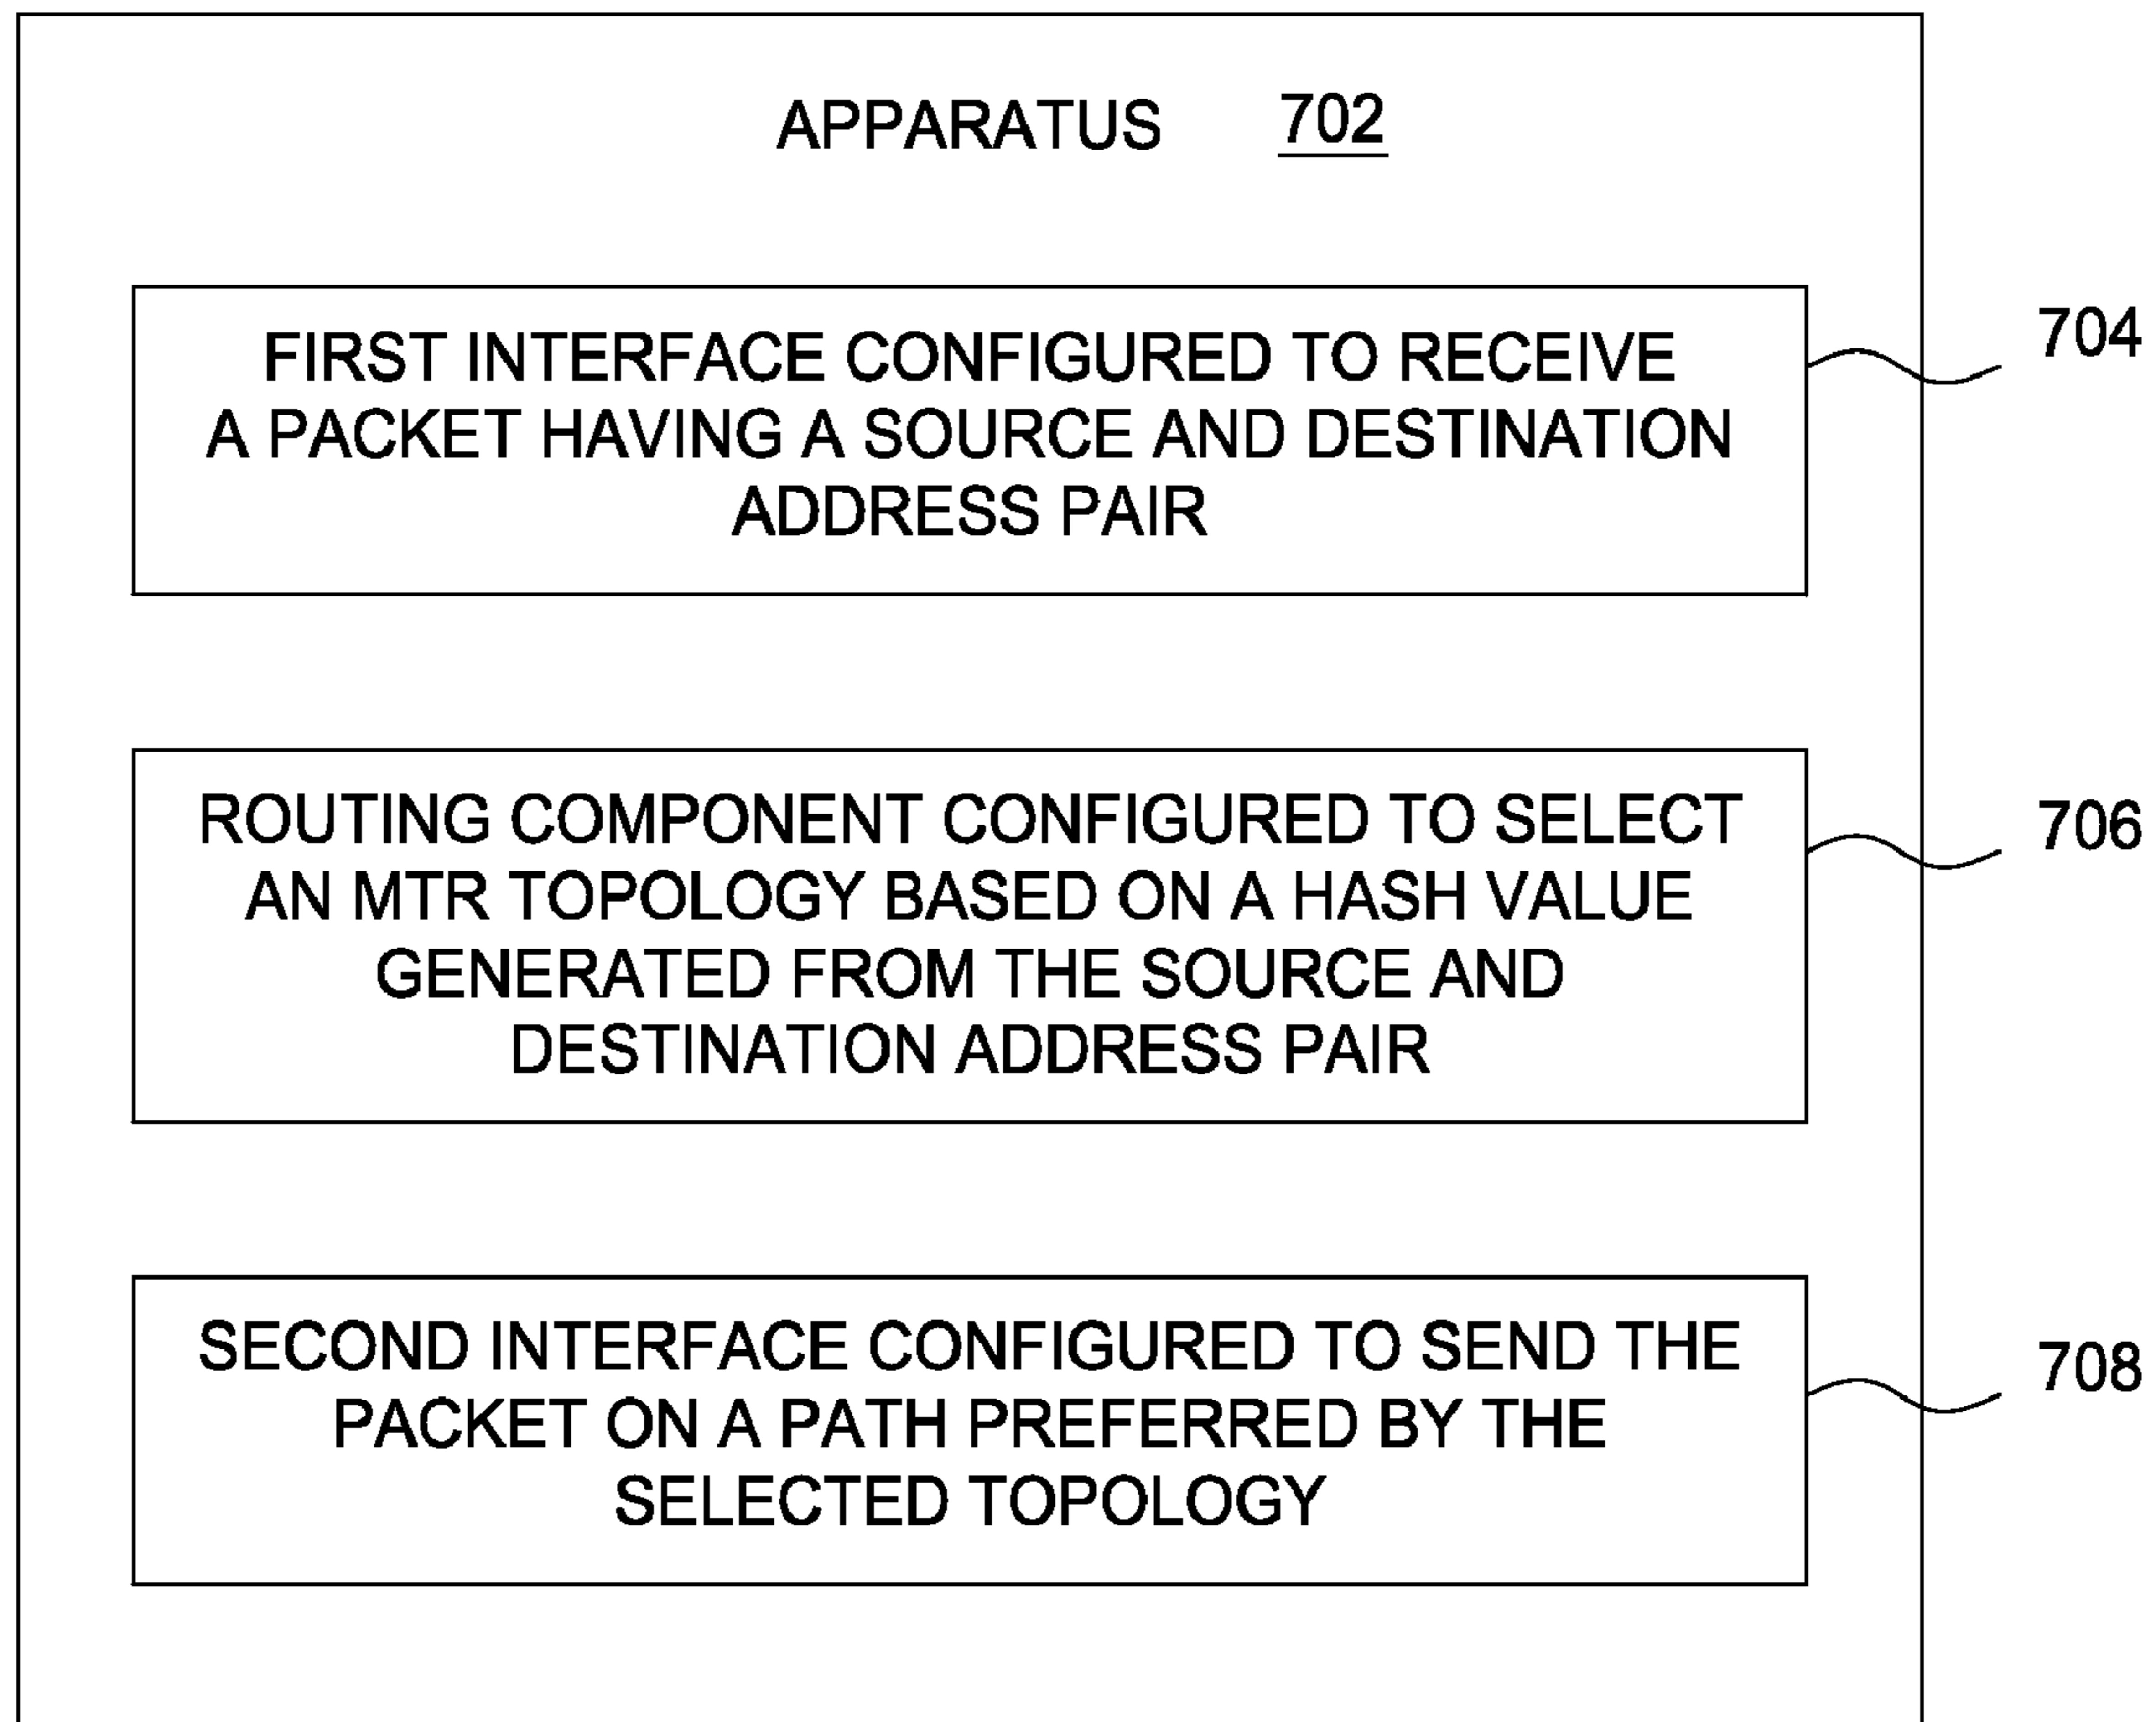 APPARATUS 702
FIRST INTERFACE CONFIGURED TO RECEIVE
A PACKET HAVING A SOURCE AND DESTINATION
ADDRESS PAIR
704
ROUTING COMPONENT CONFIGURED TO SELECT
AN MTR TOPOLOGY BASED ON A HASH VALUE
GENERATED FROM THE SOURCE AND
DESTINATION ADDRESS PAIR
706
SECOND INTERFACE CONFIGURED TO SEND THE
PACKET ON A PATH PREFERRED BY THE
SELECTED TOPOLOGY
708